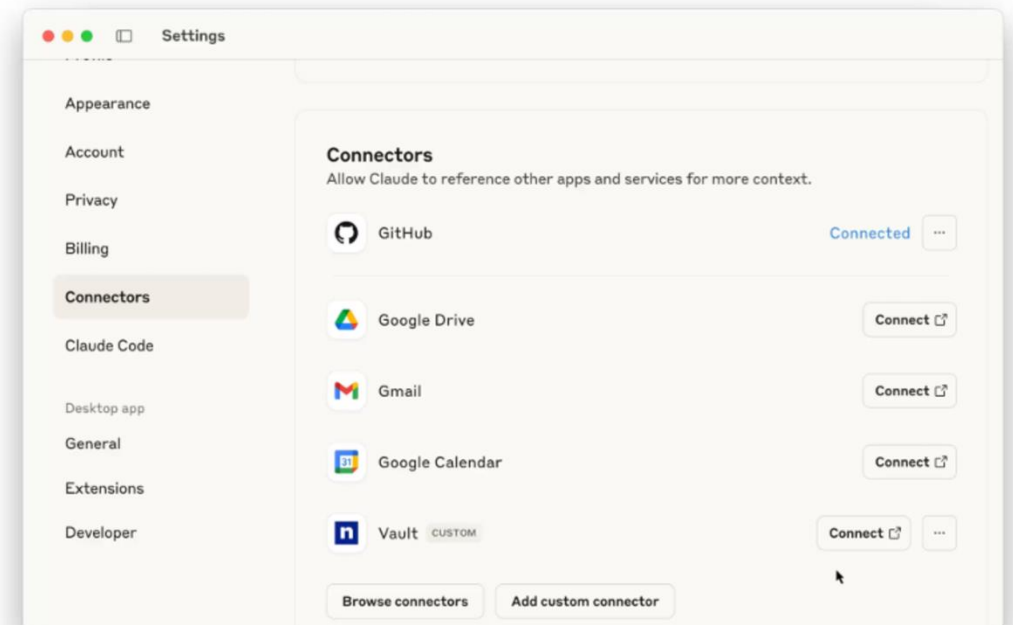 Settings
Profile
Appearance
Account
Privacy
Billing
Connectors
Claude Code
Desktop app
General
Extensions
Developer
Connectors
Allow Claude to reference other apps and services for more context.
GitHub Connected ...
Google Drive Connect
Gmail Connect
31 Google Calendar Connect
n Vault CUSTOM Connect ...
Browse connectors Add custom connector